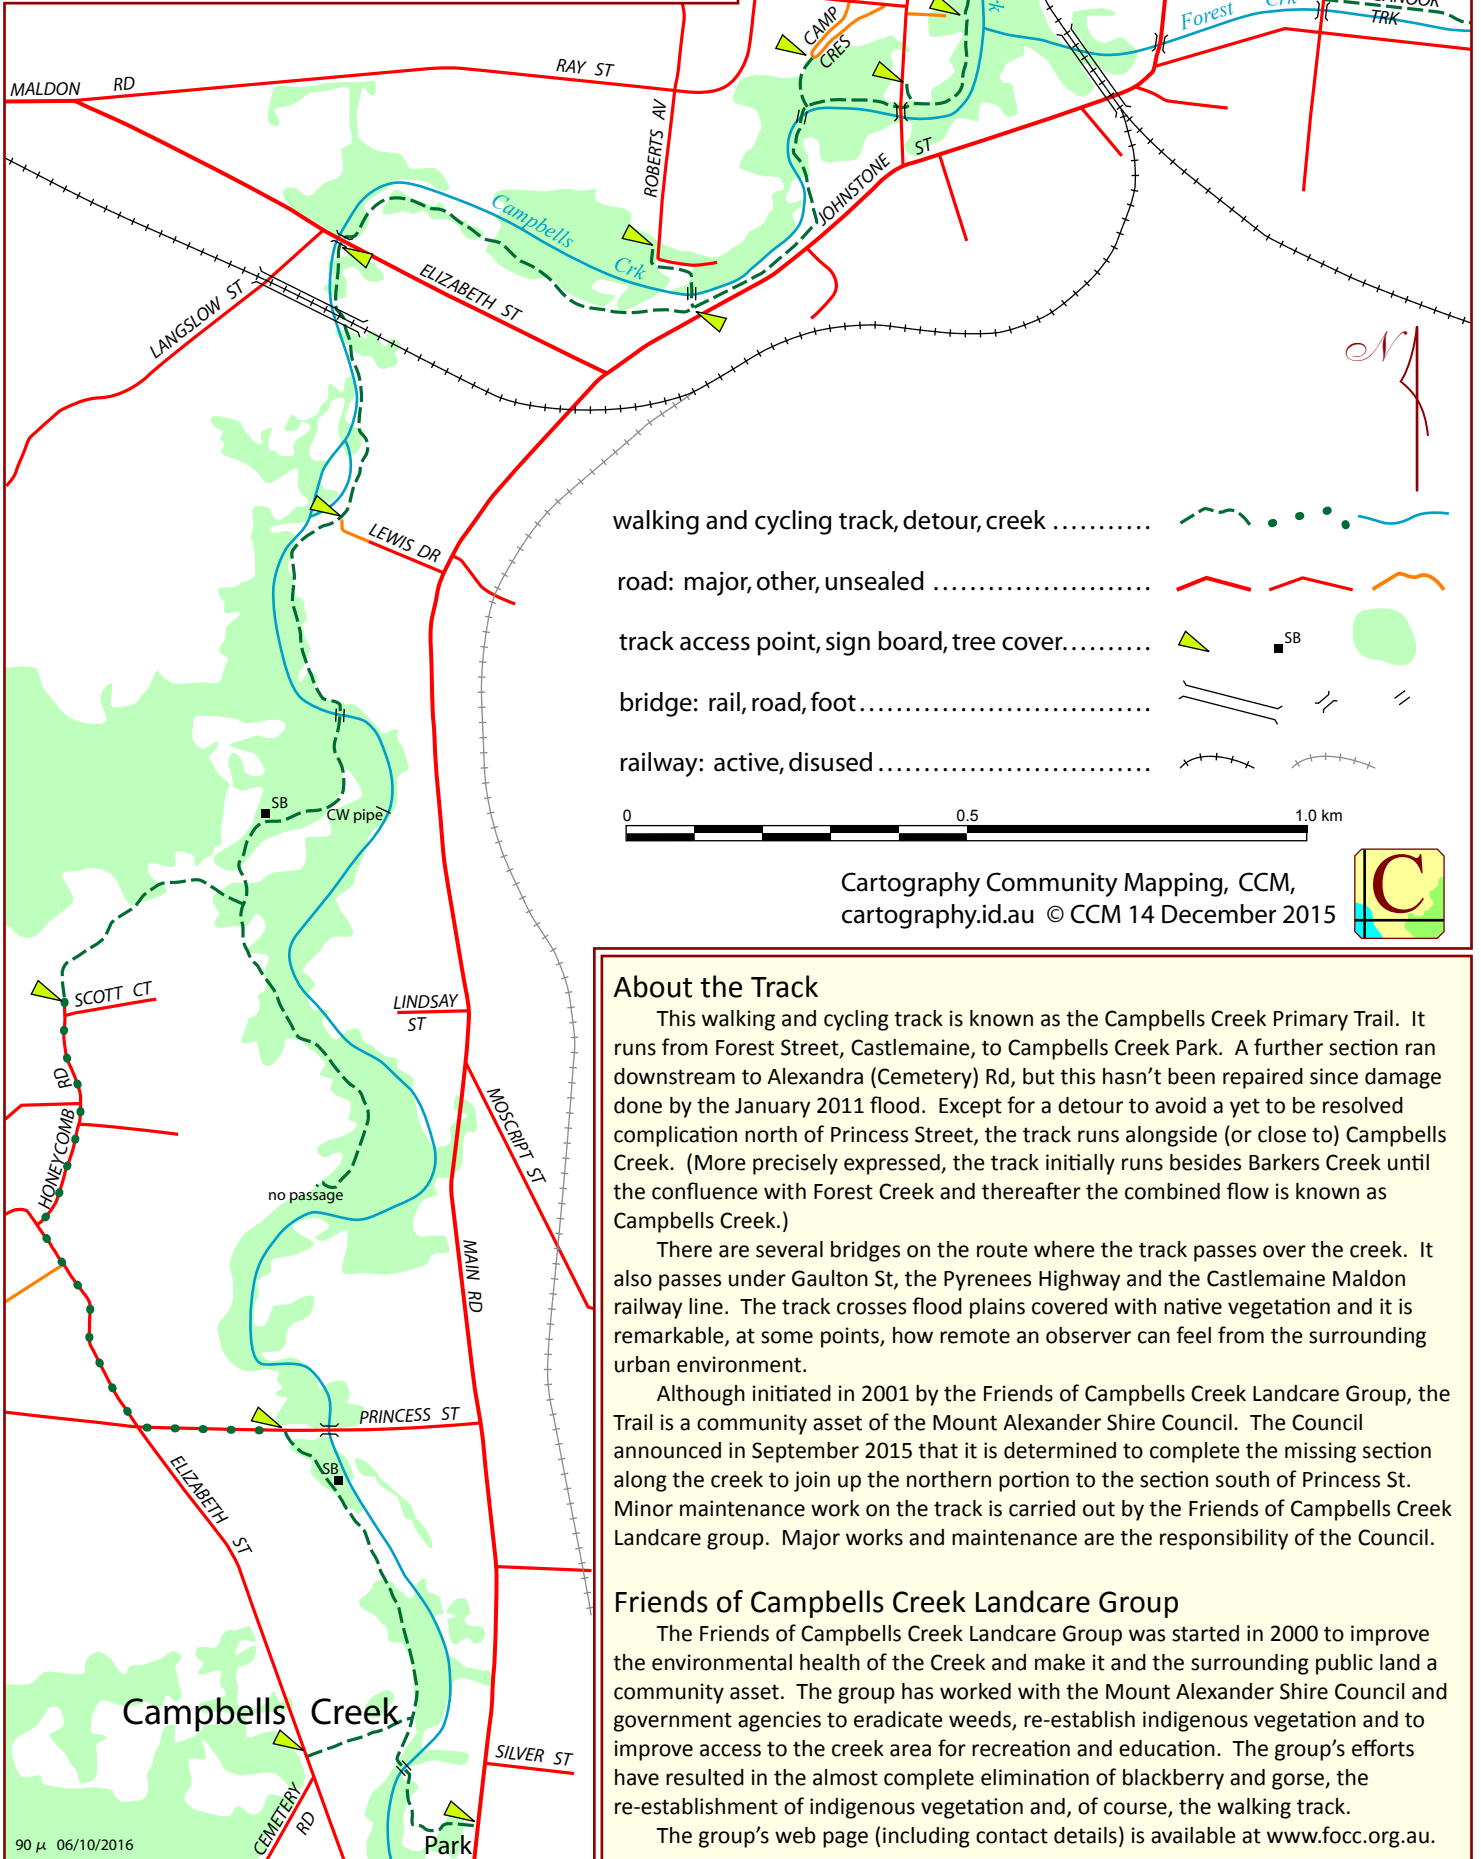 CAMP
CRES
Crk
Forest Crk
TRK
MALDON RD
RAY ST
ROBERTS AV
JOHNSTONE ST
Campbells
Crk
ELIZABETH ST
LANGSLOW ST
N
LEWIS DR
walking and cycling track, detour, creek ...........
road: major, other, unsealed ........................
track access point, sign board, tree cover..........
SB
bridge: rail, road, foot................................
railway: active, disused..............................
0 0.5 1.0 km
SB
CW pipe
Cartography Community Mapping, CCM,
cartography.id.au © CCM 14 December 2015
C
SCOTT CT
LINDSAY
ST
HONEYCOMB RD
MOSCRIPT ST
no passage
MAIN RD
PRINCESS ST
SB
ELIZABETH ST
Campbells Creek
SILVER ST
CEMETERY
RD
Park
90 µ 06/10/2016
About the Track
This walking and cycling track is known as the Campbells Creek Primary Trail. It
runs from Forest Street, Castlemaine, to Campbells Creek Park. A further section ran
downstream to Alexandra (Cemetery) Rd, but this hasn't been repaired since damage
done by the January 2011 flood. Except for a detour to avoid a yet to be resolved
complication north of Princess Street, the track runs alongside (or close to) Campbells
Creek. (More precisely expressed, the track initially runs besides Barkers Creek until
the confluence with Forest Creek and thereafter the combined flow is known as
Campbells Creek.)
There are several bridges on the route where the track passes over the creek. It
also passes under Gaulton St, the Pyrenees Highway and the Castlemaine Maldon
railway line. The track crosses flood plains covered with native vegetation and it is
remarkable, at some points, how remote an observer can feel from the surrounding
urban environment.
Although initiated in 2001 by the Friends of Campbells Creek Landcare Group, the
Trail is a community asset of the Mount Alexander Shire Council. The Council
announced in September 2015 that it is determined to complete the missing section
along the creek to join up the northern portion to the section south of Princess St.
Minor maintenance work on the track is carried out by the Friends of Campbells Creek
Landcare group. Major works and maintenance are the responsibility of the Council.
Friends of Campbells Creek Landcare Group
The Friends of Campbells Creek Landcare Group was started in 2000 to improve
the environmental health of the Creek and make it and the surrounding public land a
community asset. The group has worked with the Mount Alexander Shire Council and
government agencies to eradicate weeds, re-establish indigenous vegetation and to
improve access to the creek area for recreation and education. The group's efforts
have resulted in the almost complete elimination of blackberry and gorse, the
re-establishment of indigenous vegetation and, of course, the walking track.
The group's web page (including contact details) is available at www.focc.org.au.